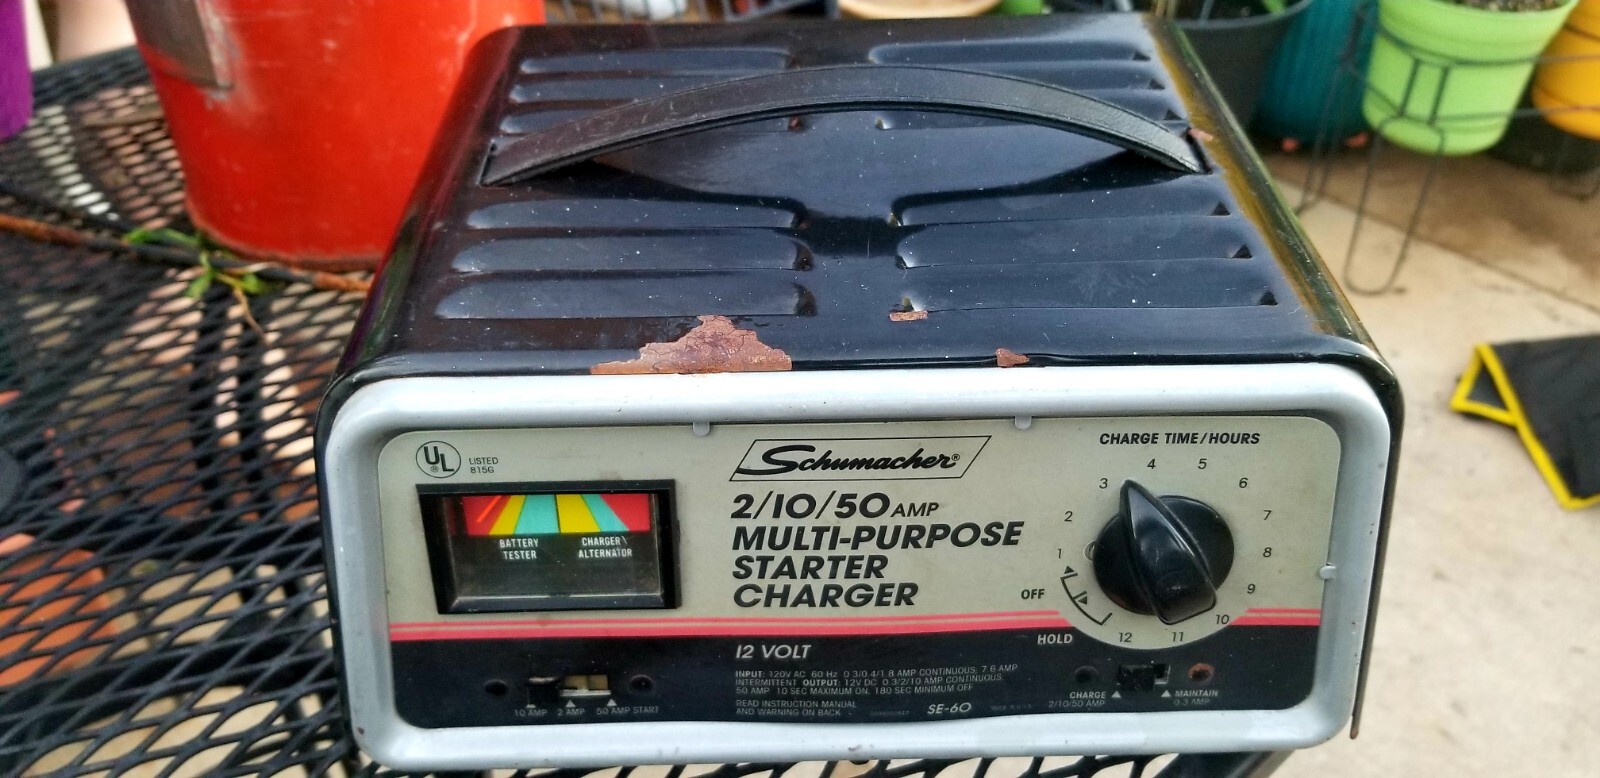 UL
®
LISTED
815G
BATTERY
TESTER
CHARGER\
ALTERNATOR
Schumacher®
2/10/50 AMP
MULTI-PURPOSE
STARTER
CHARGER
12 VOLT
INPUT: 120V AC 60 Hz 0.3/0.4/1.8 AMP CONTINUOUS; 7.6 AMP
INTERMITTENT OUTPUT: 12V DC 0.3/2/10 AMP CONTINUOUS,
50 AMP 10 SEC MAXIMUM ON, 180 SEC MINIMUM OFF
READ INSTRUCTION MANUAL
AND WARNING ON BACK
SE-60
10 AMP 2 AMP 50 AMP START
CHARGE TIME/HOURS
1
2
3
4
5
6
7
8
9
10
11
12
OFF
HOLD
CHARGE
2/10/50 AMP
MAINTAIN
0.3 AMP